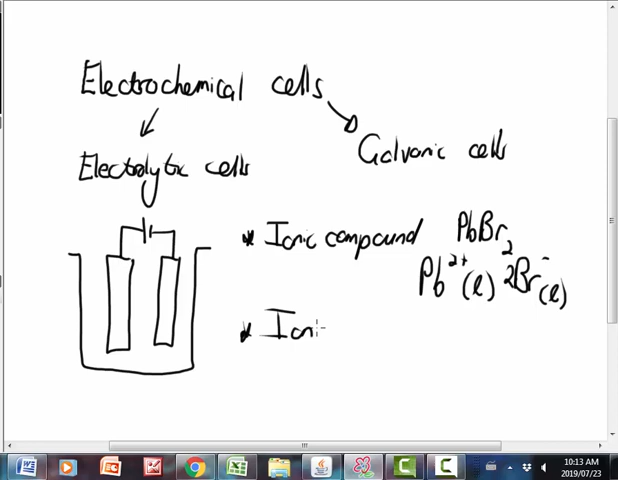 Electrochemical cells
Galvanic cells
Electrolytic cells
* Ionic compound PbBr₂
Pb²⁺(l) 2Br⁻(l)
* Ioni
10:13 AM
2019/07/23